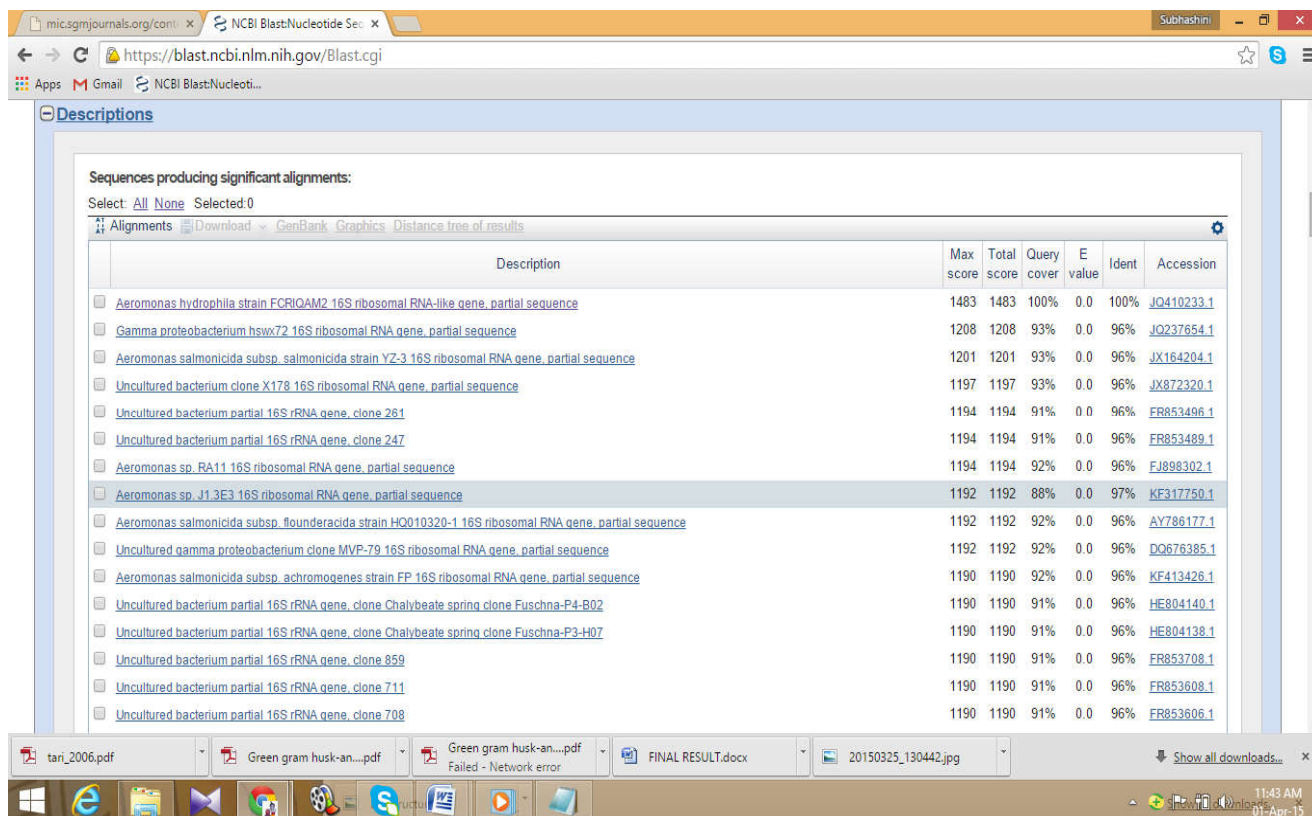 mic.sgmjournals.org/cont
NCBI Blast:Nucleotide Sec
Subhashini
https://blast.ncbi.nlm.nih.gov/Blast.cgi
Apps Gmail NCBI Blast:Nucleoti...
Descriptions
Sequences producing significant alignments:
Select: All None Selected:0
Alignments Download GenBank Graphics Distance tree of results
Description Max score Total score Query cover E value Ident Accession
Aeromonas hydrophila strain FCRIQAM2 16S ribosomal RNA-like gene, partial sequence 1483 1483 100% 0.0 100% JQ410233.1
Gamma proteobacterium hswx72 16S ribosomal RNA gene, partial sequence 1208 1208 93% 0.0 96% JQ237654.1
Aeromonas salmonicida subsp. salmonicida strain YZ-3 16S ribosomal RNA gene, partial sequence 1201 1201 93% 0.0 96% JX164204.1
Uncultured bacterium clone X178 16S ribosomal RNA gene, partial sequence 1197 1197 93% 0.0 96% JX872320.1
Uncultured bacterium partial 16S rRNA gene, clone 261 1194 1194 91% 0.0 96% FR853496.1
Uncultured bacterium partial 16S rRNA gene, clone 247 1194 1194 91% 0.0 96% FR853489.1
Aeromonas sp. RA11 16S ribosomal RNA gene, partial sequence 1194 1194 92% 0.0 96% FJ898302.1
Aeromonas sp. J1.3E3 16S ribosomal RNA gene, partial sequence 1192 1192 88% 0.0 97% KF317750.1
Aeromonas salmonicida subsp. flounderacida strain HQ010320-1 16S ribosomal RNA gene, partial sequence 1192 1192 92% 0.0 96% AY786177.1
Uncultured gamma proteobacterium clone MVP-79 16S ribosomal RNA gene, partial sequence 1192 1192 92% 0.0 96% DQ676385.1
Aeromonas salmonicida subsp. achromogenes strain FP 16S ribosomal RNA gene, partial sequence 1190 1190 92% 0.0 96% KF413426.1
Uncultured bacterium partial 16S rRNA gene, clone Chalybeate spring clone Fuschna-P4-B02 1190 1190 91% 0.0 96% HE804140.1
Uncultured bacterium partial 16S rRNA gene, clone Chalybeate spring clone Fuschna-P3-H07 1190 1190 91% 0.0 96% HE804138.1
Uncultured bacterium partial 16S rRNA gene, clone 859 1190 1190 91% 0.0 96% FR853708.1
Uncultured bacterium partial 16S rRNA gene, clone 711 1190 1190 91% 0.0 96% FR853608.1
Uncultured bacterium partial 16S rRNA gene, clone 708 1190 1190 91% 0.0 96% FR853606.1
tari_2006.pdf
Green gram husk-an....pdf
Green gram husk-an....pdf
Failed - Network error
FINAL RESULT.docx
20150325_130442.jpg
Show all downloads...
11:43 AM
01-Apr-15